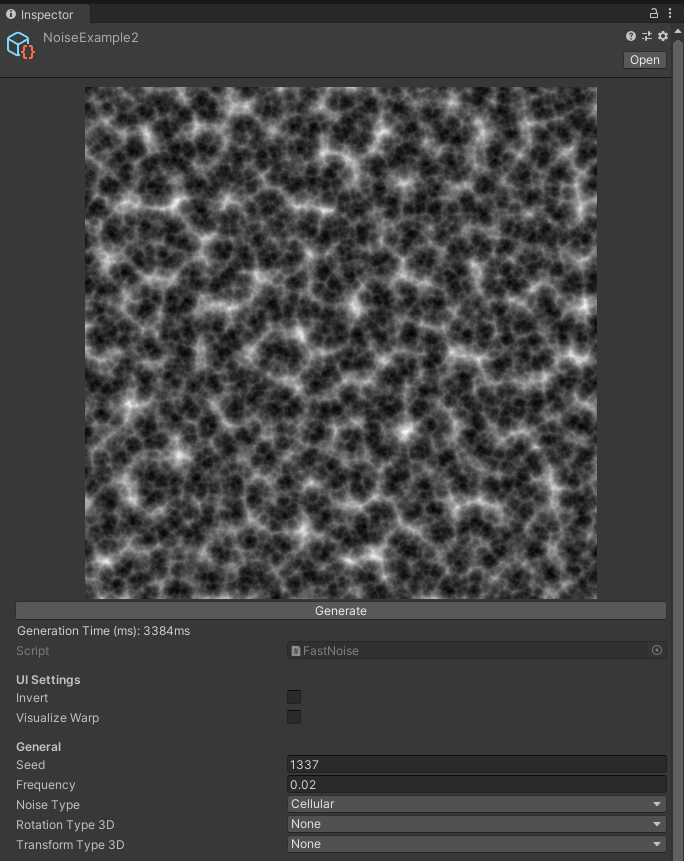 Inspector
NoiseExample2
Open
Generate
Generation Time (ms): 3384ms
Script FastNoise
UI Settings
Invert
Visualize Warp
General
Seed 1337
Frequency 0.02
Noise Type Cellular
Rotation Type 3D None
Transform Type 3D None